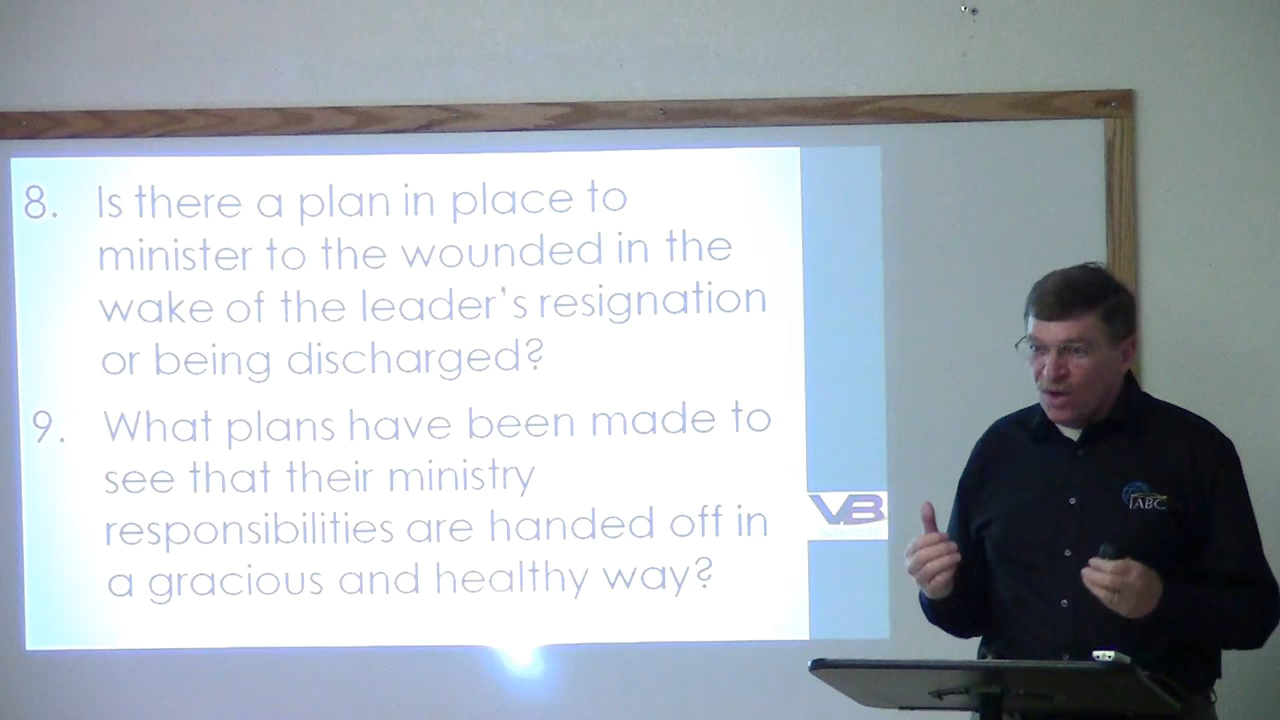 8. Is there a plan in place to
minister to the wounded in the
wake of the leader's resignation
or being discharged?
9. What plans have been made to
see that their ministry
responsibilities are handed off in
a gracious and healthy way?
VB
IABC